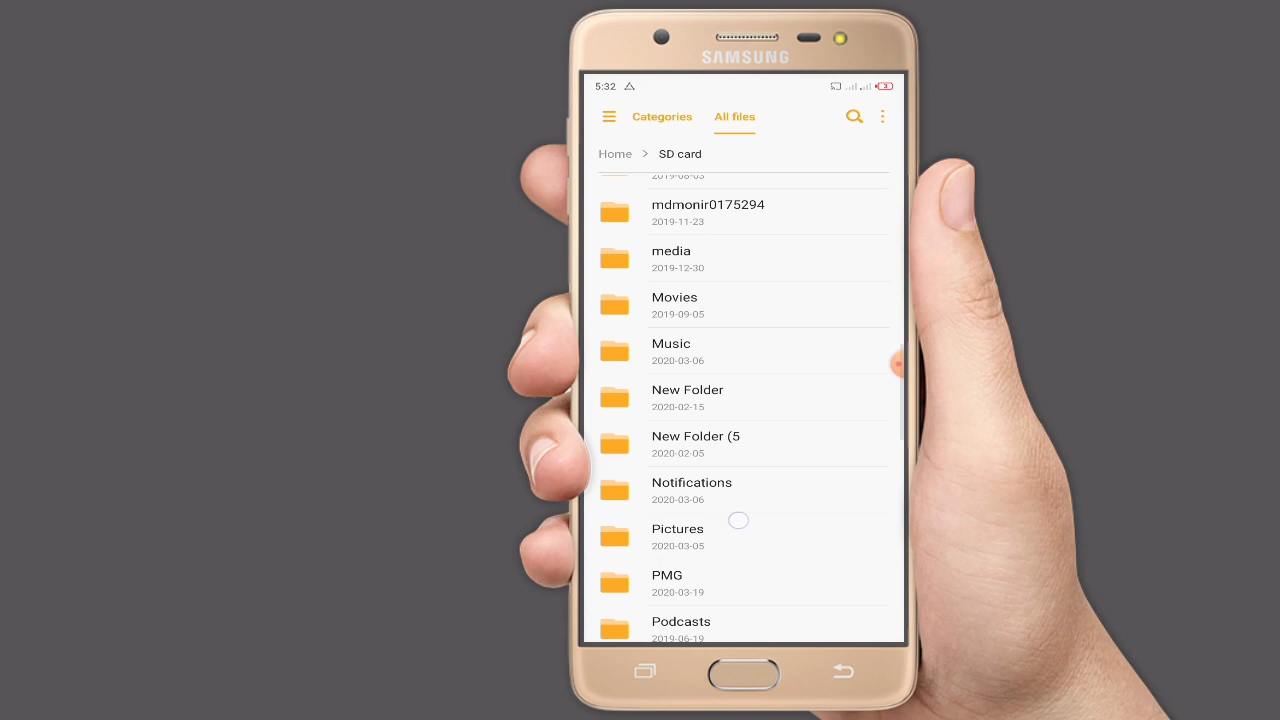 SAMSUNG
5:32
3
Categories
All files
Home > SD card
2019-08-03
mdmonir0175294
2019-11-23
media
2019-12-30
Movies
2019-09-05
Music
2020-03-06
New Folder
2020-02-15
New Folder (5
2020-02-05
Notifications
2020-03-06
Pictures
2020-03-05
PMG
2020-03-19
Podcasts
2019-06-19